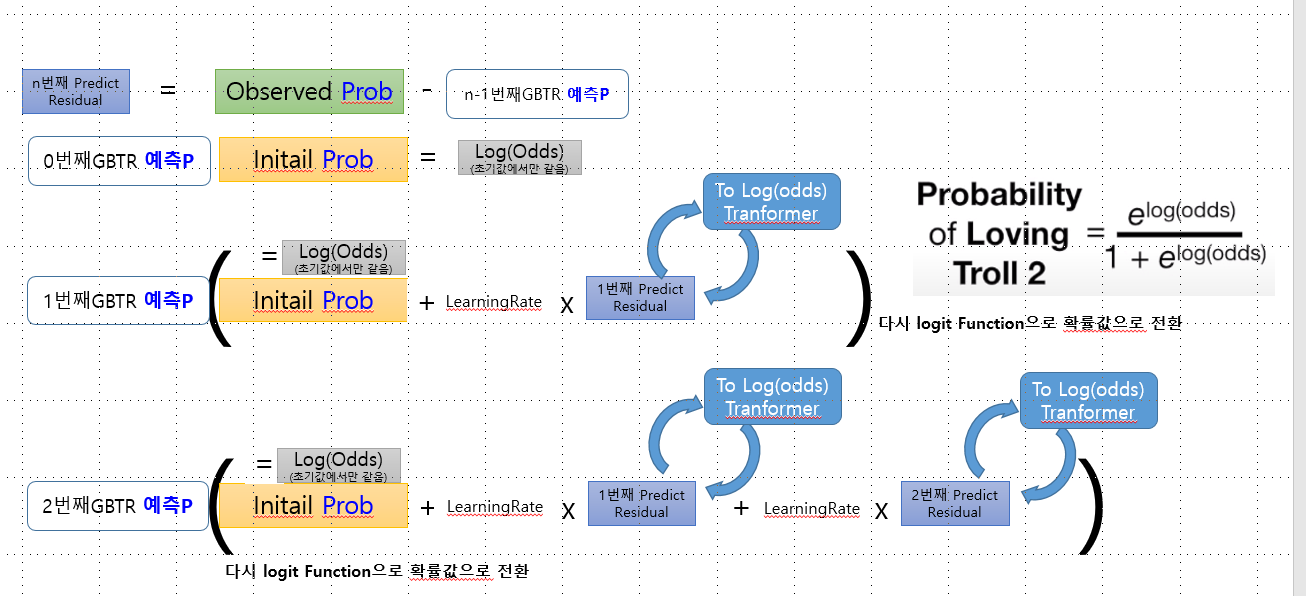 n번째 Predict
Residual
=
Observed Prob
-
n-1번째GBTR 예측P
0번째GBTR 예측P
Initail Prob
=
Log(Odds)
(초기값에서만 같음)
To Log(odds)
Tranformer
Probability
of Loving
Troll 2
=
e^log(odds)
1 + e^log(odds)
=
Log(Odds)
(초기값에서만 같음)
1번째GBTR 예측P
(
Initail Prob
+
LearningRate
X
1번째 Predict
Residual
)
다시 logit Function으로 확률값으로 전환
To Log(odds)
Tranformer
To Log(odds)
Tranformer
=
Log(Odds)
(초기값에서만 같음)
2번째GBTR 예측P
(
Initail Prob
+
LearningRate
X
1번째 Predict
Residual
+
LearningRate
X
2번째 Predict
Residual
)
다시 logit Function으로 확률값으로 전환